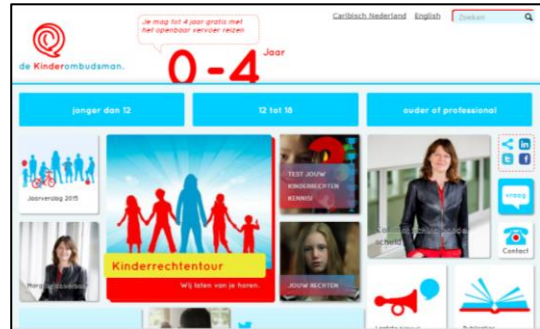 Caribisch Nederland English Zoeken
Je mag tot 4 jaar gratis met
het openbaar vervoer reizen
0-4 Jaar
de Kinderombudsman.
jonger dan 12
12 tot 18
ouder of professional
TEST JOUW
KINDERRECHTEN
KENNIS!
Jaarverslag 2015
vraag
Kinderrechtentour
Wij laten van je horen.
JOUW RECHTEN
Contact